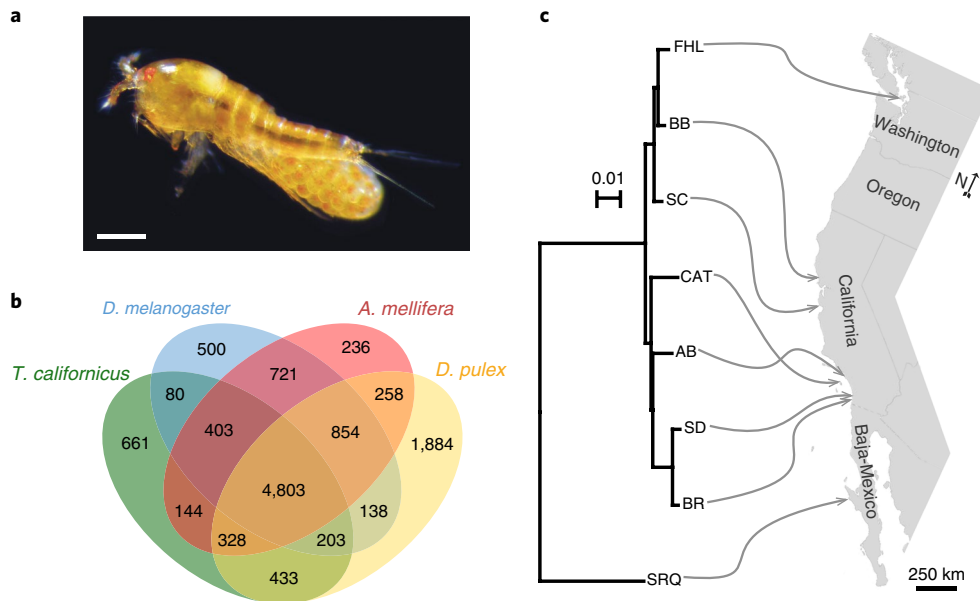 a
b
D. melanogaster
A. mellifera
T. californicus
D. pulex
500
236
80
721
258
661
403
854
1,884
4,803
144
138
328
203
433
c
0.01
FHL
BB
SC
CAT
AB
SD
BR
SRQ
Washington
Oregon
California
Baja-Mexico
N
250 km